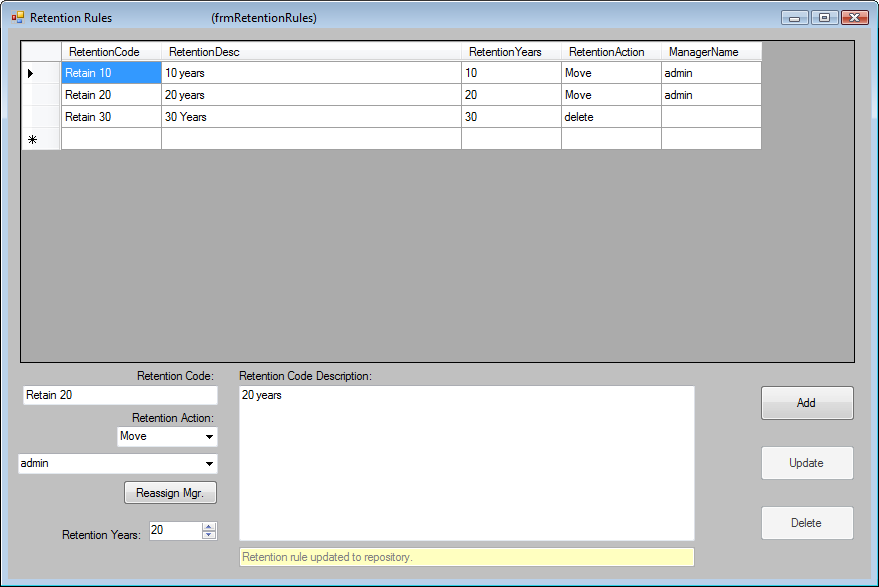 Retention Rules (frmRetentionRules)
RetentionCode RetentionDesc RetentionYears RetentionAction ManagerName
Retain 10 10 years 10 Move admin
Retain 20 20 years 20 Move admin
Retain 30 30 Years 30 delete
Retention Code: Retention Code Description:
Retain 20 20 years
Add
Retention Action:
Move
admin
Update
Reassign Mgr.
Retention Years: 20
Delete
Retention rule updated to repository.